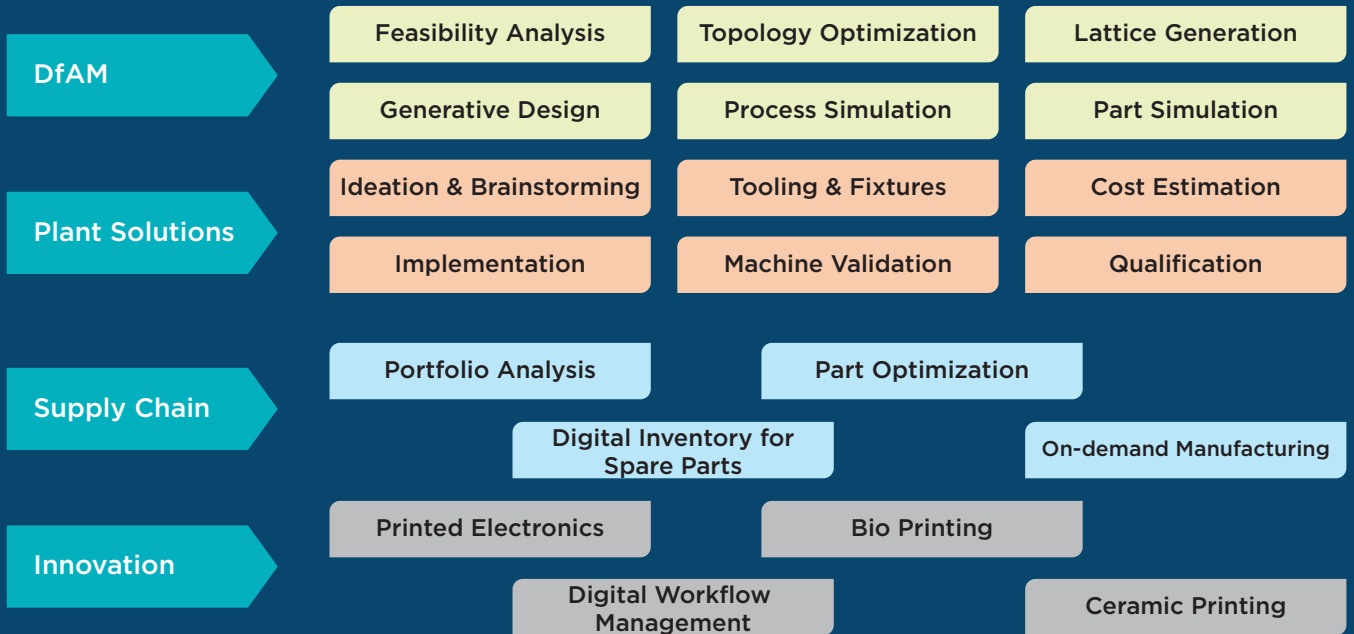 DfAM
Feasibility Analysis
Topology Optimization
Lattice Generation
Generative Design
Process Simulation
Part Simulation
Plant Solutions
Ideation & Brainstorming
Tooling & Fixtures
Cost Estimation
Implementation
Machine Validation
Qualification
Supply Chain
Portfolio Analysis
Part Optimization
Digital Inventory for
Spare Parts
On-demand Manufacturing
Innovation
Printed Electronics
Bio Printing
Digital Workflow
Management
Ceramic Printing